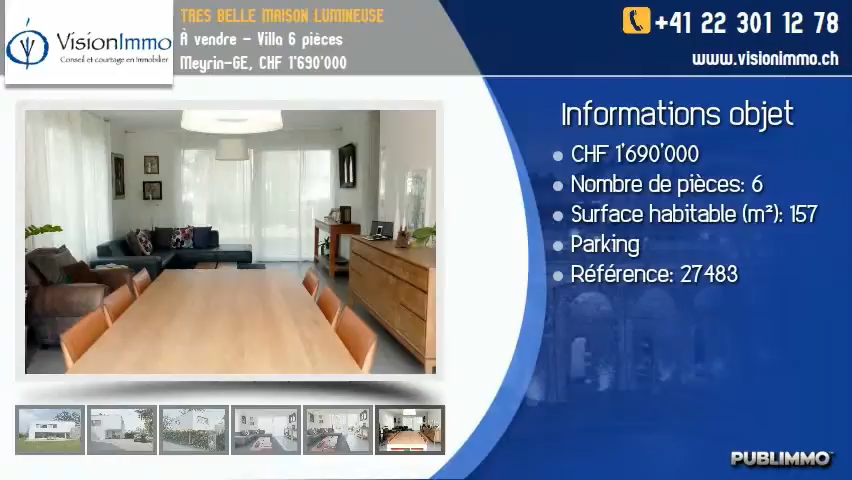 VisionImmo
Conseil et courtage en Immobilier
TRES BELLE MAISON LUMINEUSE
À vendre - Villa 6 pièces
Meyrin-GE, CHF 1'690'000
+41 22 301 12 78
www.visionimmo.ch
Informations objet
CHF 1'690'000
Nombre de pièces: 6
Surface habitable (m²): 157
Parking
Référence: 27483
PUBLIMMO